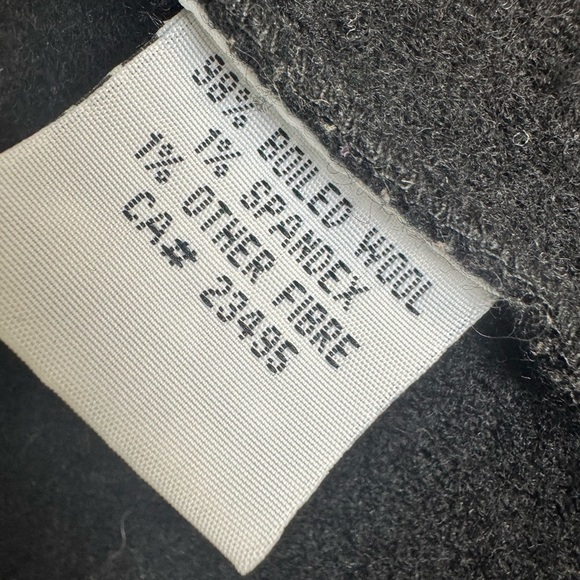 98% BOILED WOOL
1% SPANDEX
1% OTHER FIBRE
CA# 23495